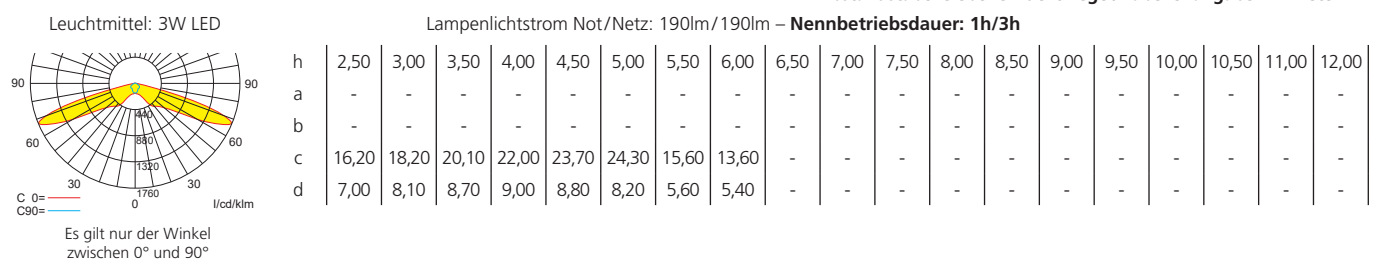 Leuchtmittel: 3W LED
Lampenlichtstrom Not/Netz: 190lm/190lm – Nennbetriebsdauer: 1h/3h
90 90
60 60
30 30
440
880
1320
1760
0
C 0=
C90=
l/cd/klm
Es gilt nur der Winkel
zwischen 0° und 90°
h 2,50 3,00 3,50 4,00 4,50 5,00 5,50 6,00 6,50 7,00 7,50 8,00 8,50 9,00 9,50 10,00 10,50 11,00 12,00
a - - - - - - - - - - - - - - - - - - -
b - - - - - - - - - - - - - - - - - - -
c 16,20 18,20 20,10 22,00 23,70 24,30 15,60 13,60 - - - - - - - - - - -
d 7,00 8,10 8,70 9,00 8,80 8,20 5,60 5,40 - - - - - - - - - - -